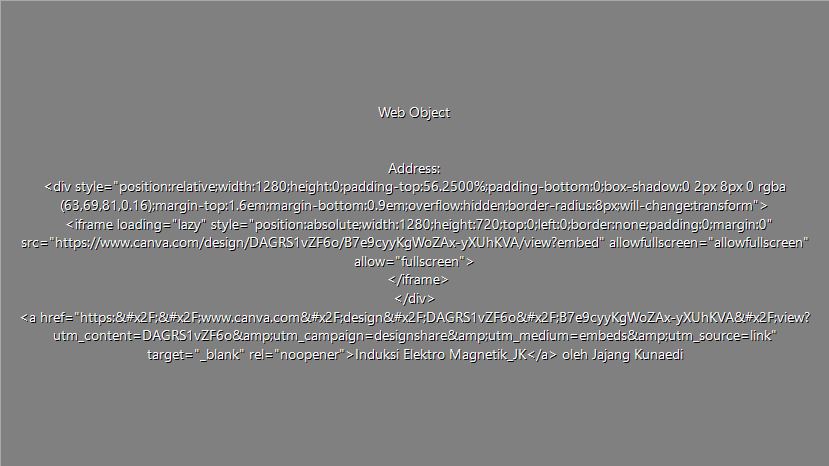 Web Object
Address:
<div style="position:relative;width:1280;height:0;padding-top:56.2500%;padding-bottom:0;box-shadow:0 2px 8px 0 rgba
(63,69,81,0.16);margin-top:1.6em;margin-bottom:0.9em;overflow:hidden;border-radius:8px;will-change:transform">
<iframe loading="lazy" style="position:absolute;width:1280;height:720;top:0;left:0;border:none;padding:0;margin:0"
src="https://www.canva.com/design/DAGRS1vZF6o/B7e9cyyKgWoZAx-yXUhKVA/view?embed" allowfullscreen="allowfullscreen"
allow="fullscreen">
</iframe>
</div>
<a href="https:&#x2F;&#x2F;www.canva.com&#x2F;design&#x2F;DAGRS1vZF6o&#x2F;B7e9cyyKgWoZAx-yXUhKVA&#x2F;view?
utm_content=DAGRS1vZF6o&amp;utm_campaign=designshare&amp;utm_medium=embeds&amp;utm_source=link"
target="_blank" rel="noopener">Induksi Elektro Magnetik_JK</a> oleh Jajang Kunaedi